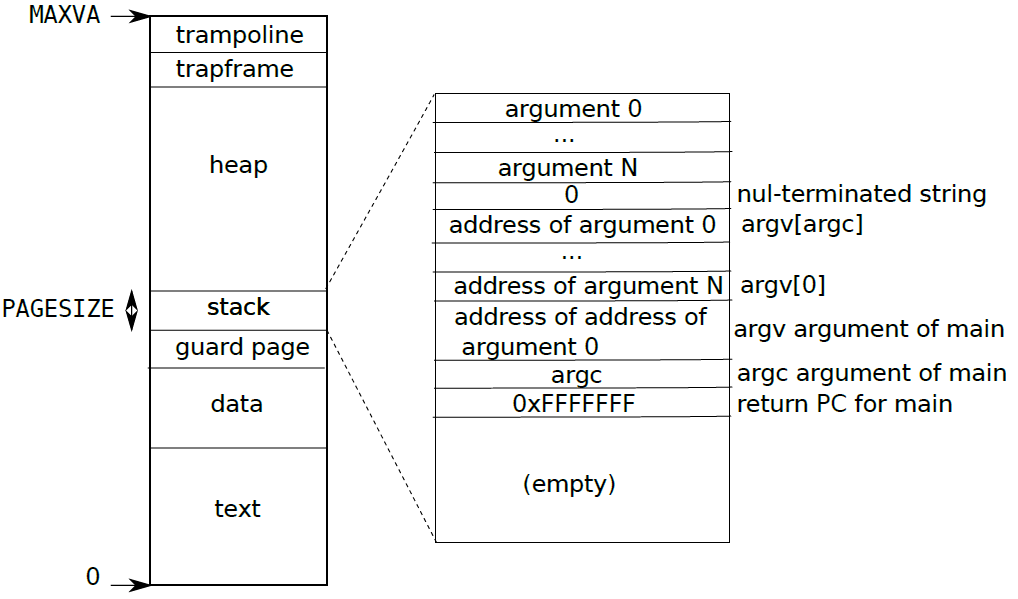 MAXVA
trampoline
trapframe
heap
PAGESIZE
stack
guard page
data
text
0
argument 0
...
argument N
0
nul-terminated string
address of argument 0
argv[argc]
...
address of argument N
argv[0]
address of address of
argument 0
argv argument of main
argc
argc argument of main
0xFFFFFFF
return PC for main
(empty)